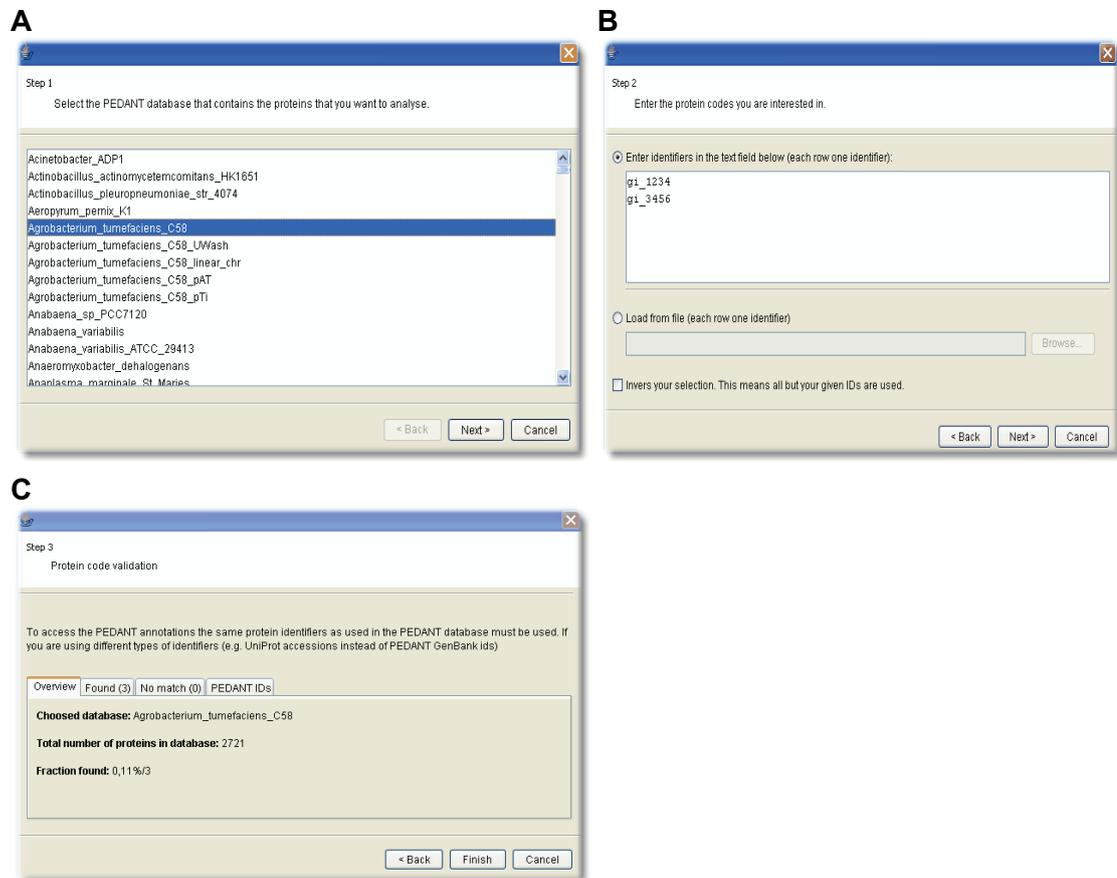 A
Step 1
Select the PEDANT database that contains the proteins that you want to analyse.
Acinetobacter_ADP1
Actinobacillus_actinomycetemcomitans_HK1651
Actinobacillus_pleuropneumoniae_str_4074
Aeropyrum_pernix_K1
Agrobacterium_tumefaciens_C58
Agrobacterium_tumefaciens_C58_UWash
Agrobacterium_tumefaciens_C58_linear_chr
Agrobacterium_tumefaciens_C58_pAT
Agrobacterium_tumefaciens_C58_pTi
Anabaena_sp_PCC7120
Anabaena_variabilis
Anabaena_variabilis_ATCC_29413
Anaeromyxobacter_dehalogenans
Anaplasma_marginale_St_Maries
< Back Next > Cancel
B
Step 2
Enter the protein codes you are interested in.
Enter identifiers in the text field below (each row one identifier):
gi_1234
gi_3456
Load from file (each row one identifier)
Browse...
Invers your selection. This means all but your given IDs are used.
< Back Next > Cancel
C
Step 3
Protein code validation
To access the PEDANT annotations the same protein identifiers as used in the PEDANT database must be used. If
you are using different types of identifiers (e.g. UniProt accessions instead of PEDANT GenBank ids)
Overview Found (3) No match (0) PEDANT IDs
Choosed database: Agrobacterium_tumefaciens_C58
Total number of proteins in database: 2721
Fraction found: 0,11%/3
< Back Finish Cancel